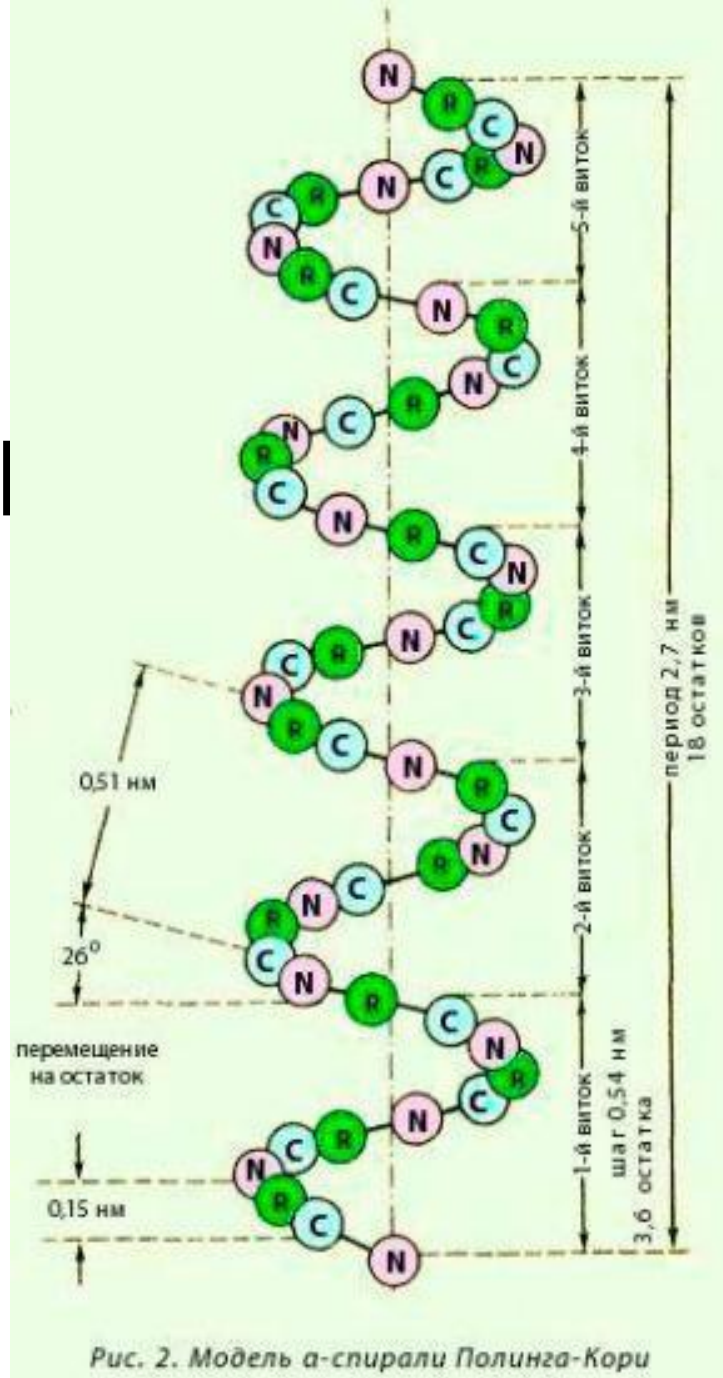 N
R
C
N
R
C
N
R
C
N
R
C
5-й виток
N
R
C
N
R
C
N
R
C
4-й виток
N
R
C
N
R
C
N
R
C
N
R
C
3-й виток
период 2,7 нм
18 остатков
0,51 нм
N
R
C
N
R
C
N
R
C
2-й виток
26°
N
R
C
N
R
C
N
R
C
N
R
C
N
1-й виток
шаг 0,54 нм
3,6 остатка
перемещение
на остаток
0,15 нм
Рис. 2. Модель α-спирали Полинга-Кори